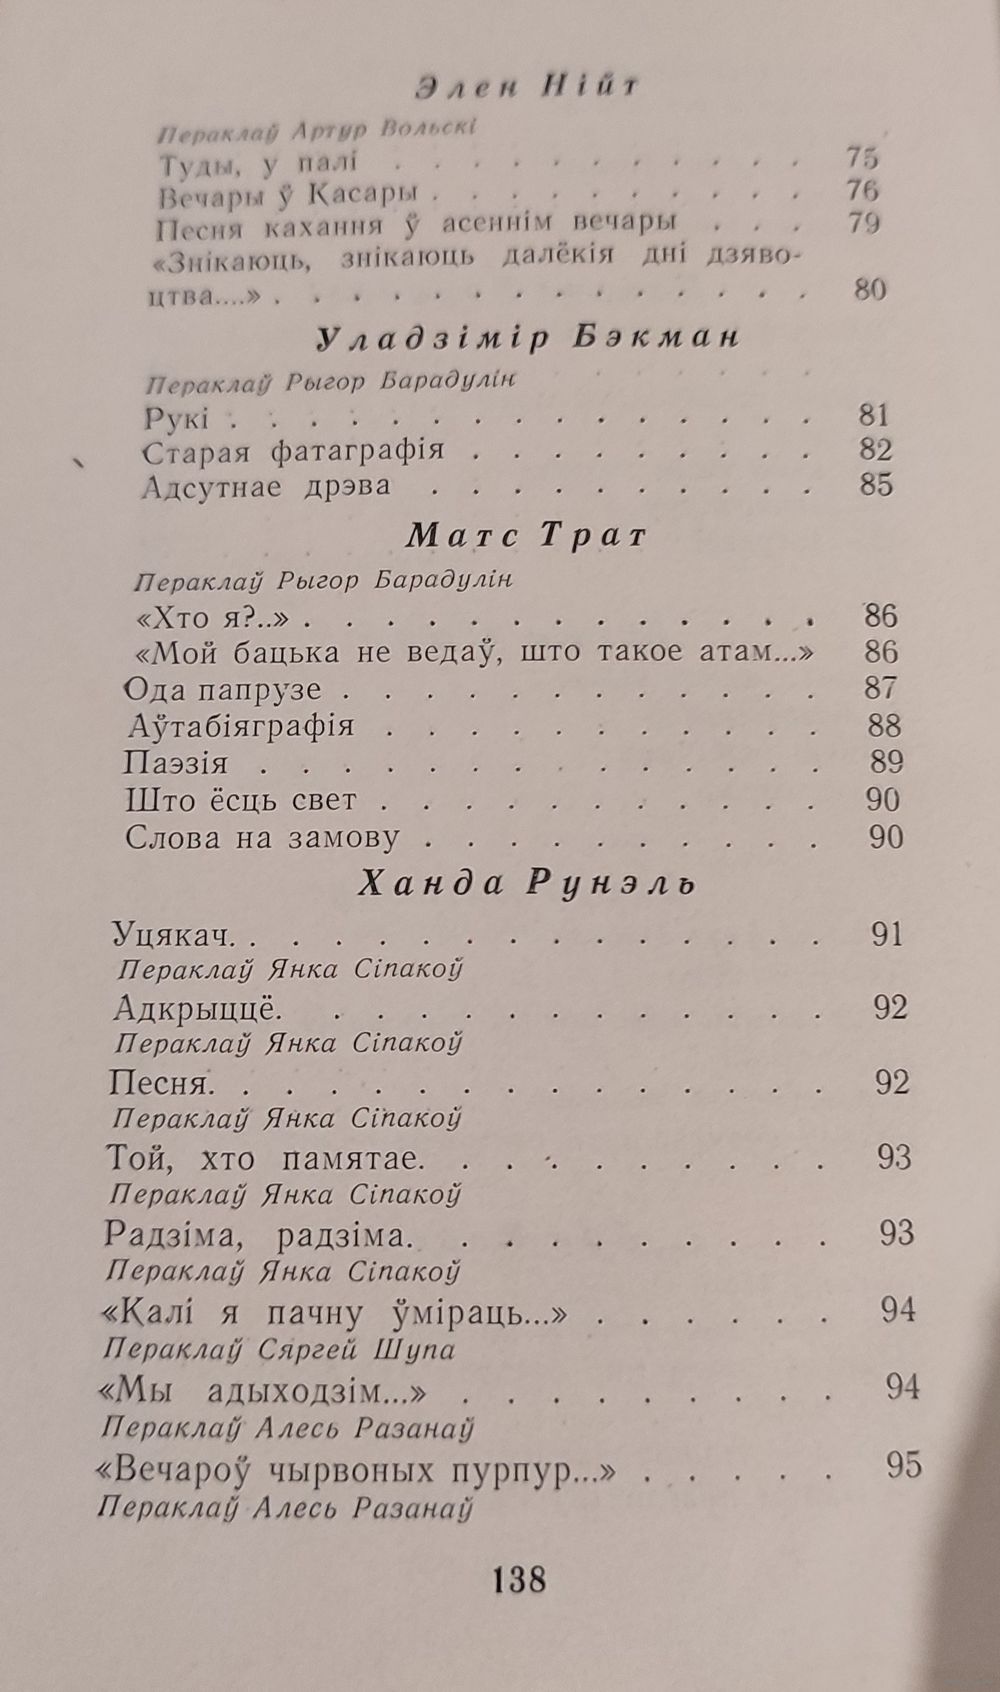 Элен Нійт
Пераклаў Артур Вольскі
Туды, у палі . . . . . . . . . . 75
Вечары ў Касары . . . . . . . . . . 76
Песня кахання ў асеннім вечары . . . 79
«Знікаюць, знікаюць далёкія дні дзяво-
цтва....» . . . . . . . . . . . . . . 80
Уладзімір Бэкман
Пераклаў Рыгор Барадулін
Рукі . . . . . . . . . . . . . . . 81
Старая фатаграфія . . . . . . . . . 82
Адсутнае дрэва . . . . . . . . . . 85
Матс Трат
Пераклаў Рыгор Барадулін
«Хто я?..» . . . . . . . . . . . . . 86
«Мой бацька не ведаў, што такое атам...» 86
Ода папрузе . . . . . . . . . . . . 87
Аўтабіяграфія . . . . . . . . . . . 88
Паэзія . . . . . . . . . . . . . . 89
Што ёсць свет . . . . . . . . . . . 90
Слова на замову . . . . . . . . . . 90
Ханда Рунэль
Уцякач. . . . . . . . . . . . . . . 91
Пераклаў Янка Сіпакоў
Адкрыццё. . . . . . . . . . . . . 92
Пераклаў Янка Сіпакоў
Песня. . . . . . . . . . . . . . . 92
Пераклаў Янка Сіпакоў
Той, хто памятае. . . . . . . . . . 93
Пераклаў Янка Сіпакоў
Радзіма, радзіма. . . . . . . . . . 93
Пераклаў Янка Сіпакоў
«Калі я пачну ўміраць...» . . . . . . 94
Пераклаў Сяргей Шупа
«Мы адыходзім...» . . . . . . . . . 94
Пераклаў Алесь Разанаў
«Вечароў чырвоных пурпур...» . . . . . 95
Пераклаў Алесь Разанаў
138